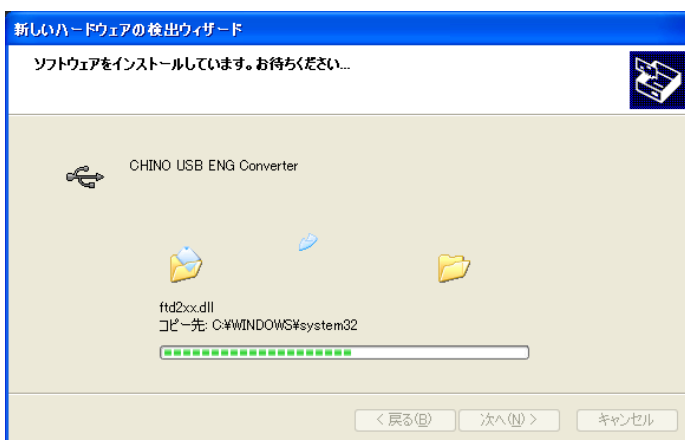 新しいハードウェアの検出ウィザード
ソフトウェアをインストールしています。お待ちください...
CHINO USB ENG Converter
ftd2xx.dll
コピー先: C:¥WINDOWS¥system32
< 戻る(B) 次へ(N) > キャンセル